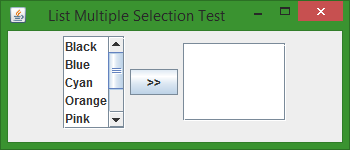 List Multiple Selection Test
Black
Blue
Cyan
Orange
Pink
>>